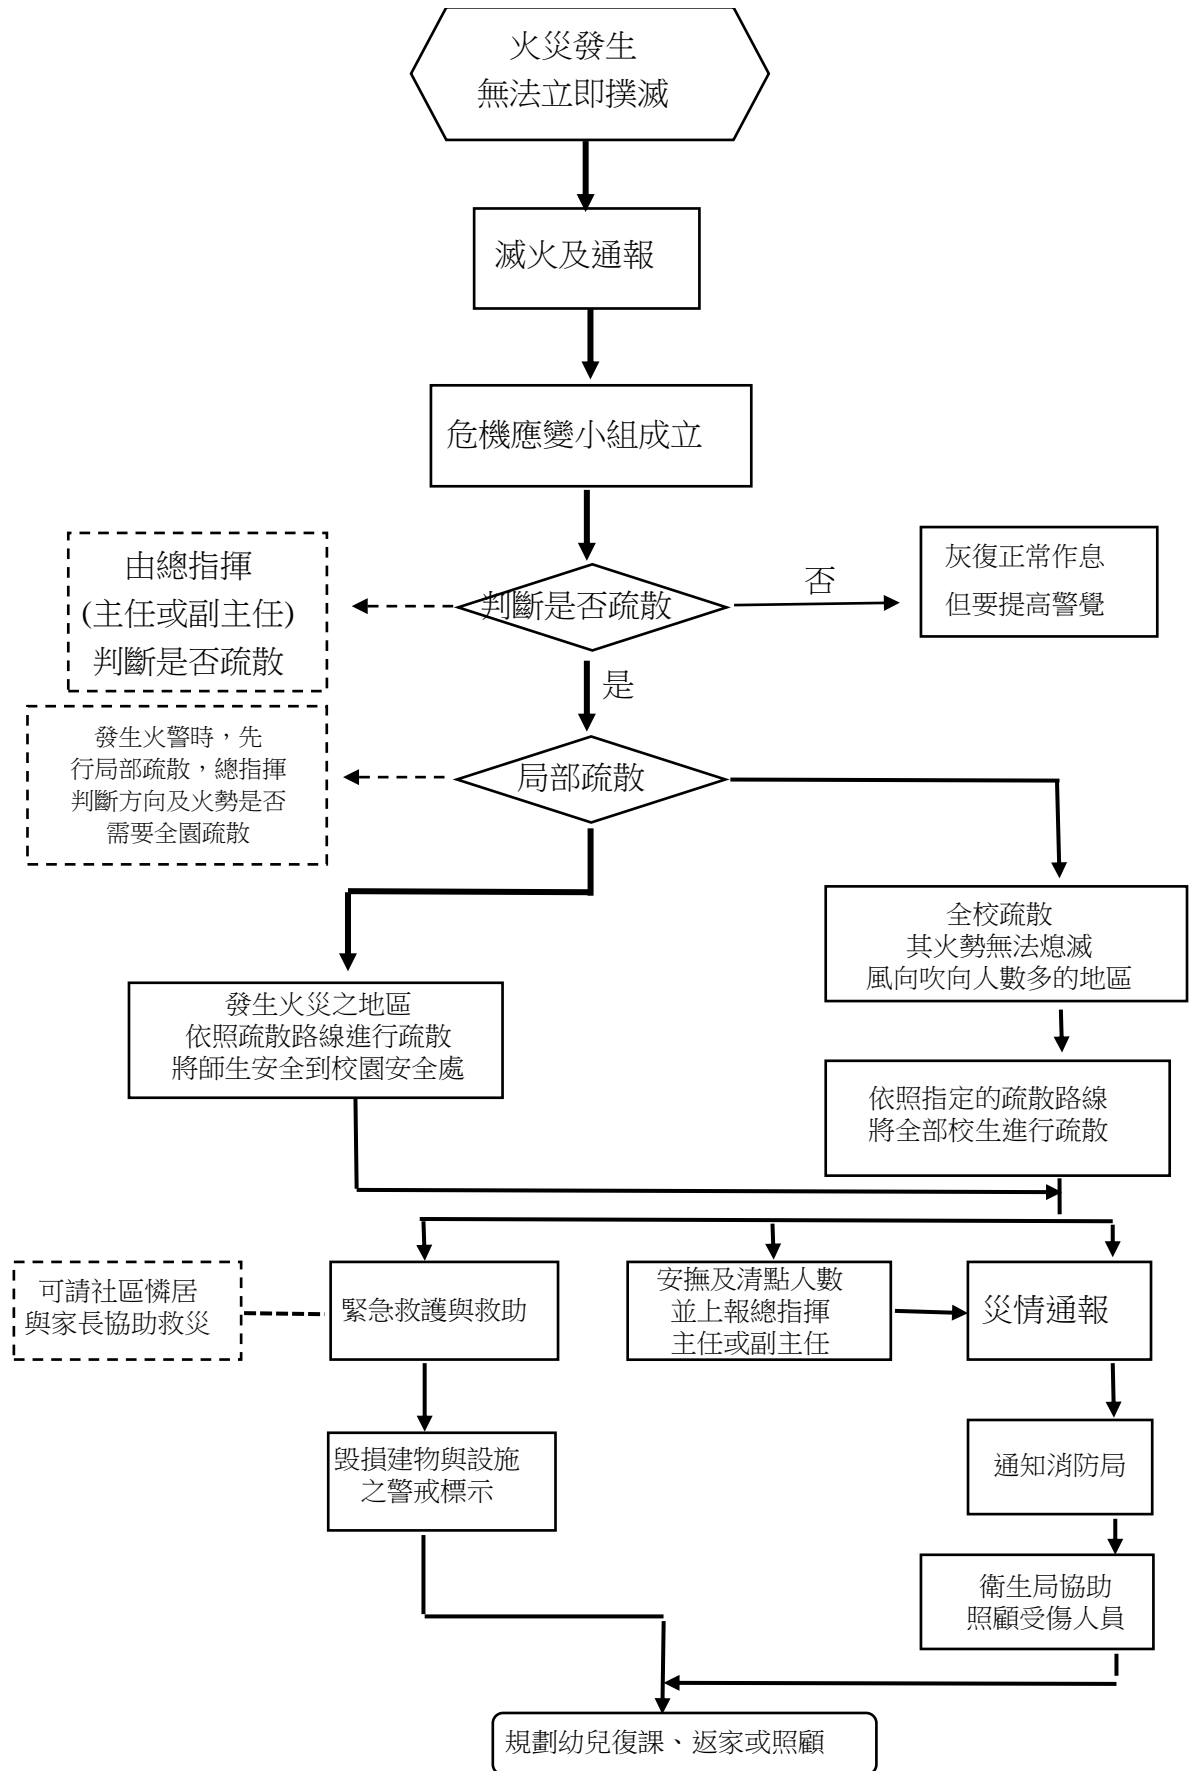 火災發生
無法立即撲滅
滅火及通報
危機應變小組成立
由總指揮
(主任或副主任)
判斷是否疏散
判斷是否疏散
否
灰復正常作息
但要提高警覺
是
發生火警時，先
行局部疏散，總指揮
判斷方向及火勢是否
需要全園疏散
局部疏散
全校疏散
其火勢無法熄滅
風向吹向人數多的地區
發生火災之地區
依照疏散路線進行疏散
將師生安全到校園安全處
依照指定的疏散路線
將全部校生進行疏散
可請社區憐居
與家長協助救災
緊急救護與救助
安撫及清點人數
並上報總指揮
主任或副主任
災情通報
毀損建物與設施
之警戒標示
通知消防局
衛生局協助
照顧受傷人員
規劃幼兒復課、返家或照顧